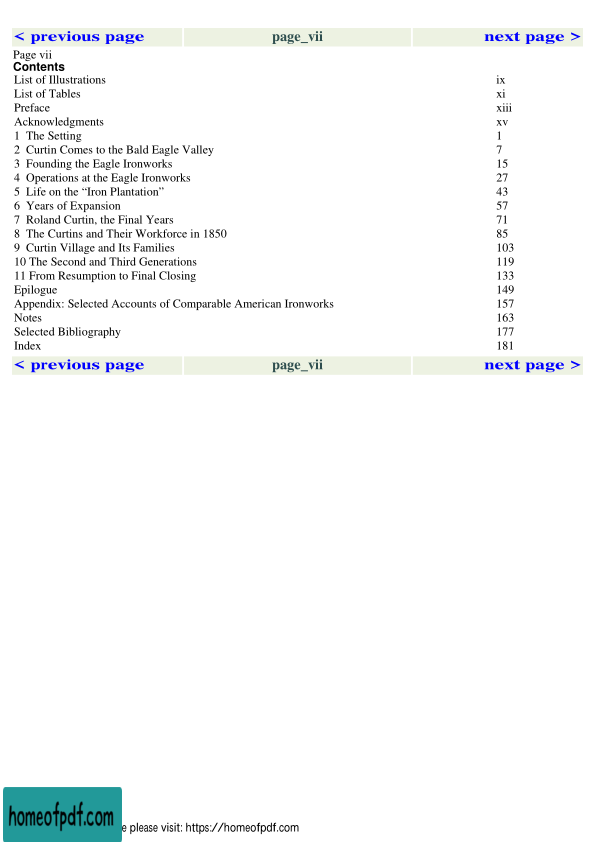 < previous page page_vii next page >
Page vii
Contents
List of Illustrations ix
List of Tables xi
Preface xiii
Acknowledgments xv
1 The Setting 1
2 Curtin Comes to the Bald Eagle Valley 7
3 Founding the Eagle Ironworks 15
4 Operations at the Eagle Ironworks 27
5 Life on the “Iron Plantation” 43
6 Years of Expansion 57
7 Roland Curtin, the Final Years 71
8 The Curtins and Their Workforce in 1850 85
9 Curtin Village and Its Families 103
10 The Second and Third Generations 119
11 From Resumption to Final Closing 133
Epilogue 149
Appendix: Selected Accounts of Comparable American Ironworks 157
Notes 163
Selected Bibliography 177
Index 181
< previous page page_vii next page >
homeofpdf.com
e please visit: https://homeofpdf.com